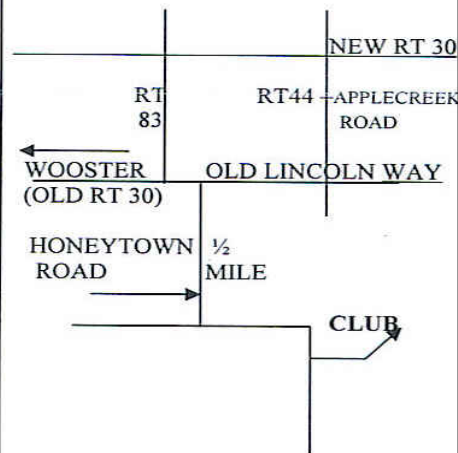 NEW RT 30
RT
83
RT44
APPLECREEK
ROAD
WOOSTER
(OLD RT 30)
OLD LINCOLN WAY
HONEYTOWN
ROAD
½
MILE
CLUB